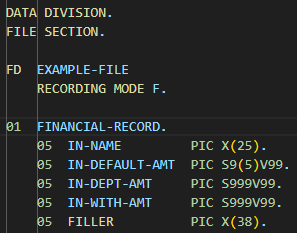 DATA DIVISION.
FILE SECTION.
FD  EXAMPLE-FILE
    RECORDING MODE F.
01  FINANCIAL-RECORD.
    05  IN-NAME         PIC X(25).
    05  IN-DEFAULT-AMT  PIC S9(5)V99.
    05  IN-DEPT-AMT     PIC S999V99.
    05  IN-WITH-AMT     PIC S999V99.
    05  FILLER          PIC X(38).